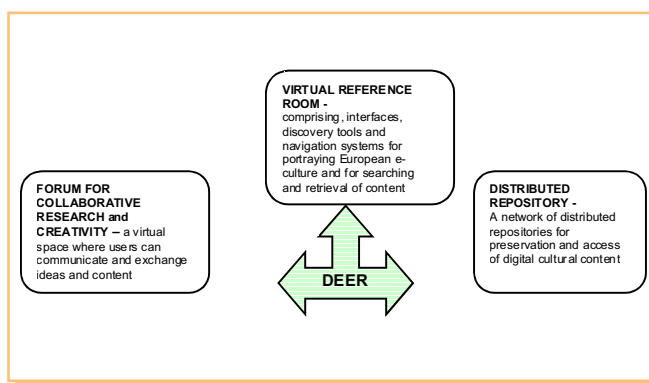 VIRTUAL REFERENCE
ROOM -
comprising, interfaces,
discovery tools and
navigation systems for
portraying European e-
culture and for searching
and retrieval of content
FORUM FOR
COLLABORATIVE
RESEARCH and
CREATIVITY – a virtual
space where users can
communicate and exchange
ideas and content
DISTRIBUTED
REPOSITORY -
A network of distributed
repositories for
preservation and access
of digital cultural content
DEER